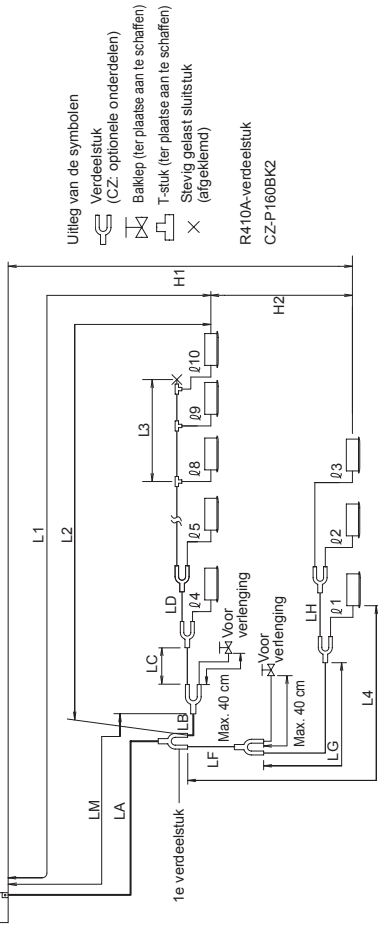 Uitleg van de symbolen
Verdeelstuk
(CZ: optionele onderdelen)
Balklep (ter plaatse aan te schaffen)
T-stuk (ter plaatse aan te schaffen)
Stevig gelast sluitstuk
(afgeklemd)
R410A-verdeelstuk
CZ-P160BK2
L1
H1
L2
L3
LM
LA
LB
LC
LD
ℓ4
ℓ5
ℓ8
ℓ9
ℓ10
H2
Voor
verlenging
Max. 40 cm
1e verdeelstuk
LF
Voor
verlenging
Max. 40 cm
LG
LH
ℓ1
ℓ2
ℓ3
L4